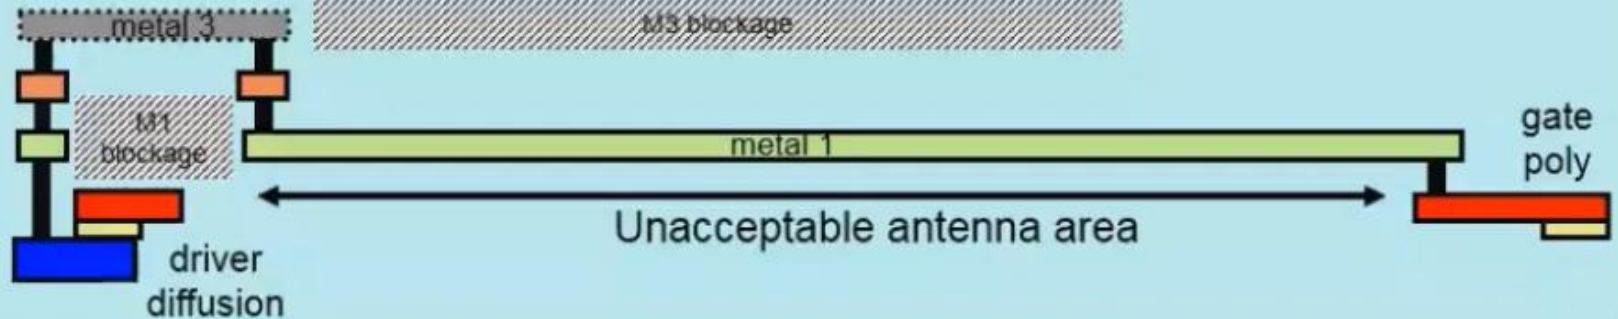 metal 3
M3 blockage
M1
blockage
metal 1
gate
poly
Unacceptable antenna area
driver
diffusion